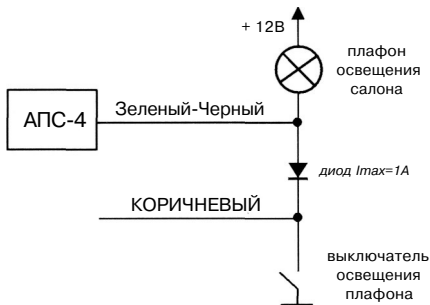 + 12В
плафон
освещения
салона
АПС-4
Зеленый-Черный
диод Imax=1A
КОРИЧНЕВЫЙ
выключатель
освещения
плафона